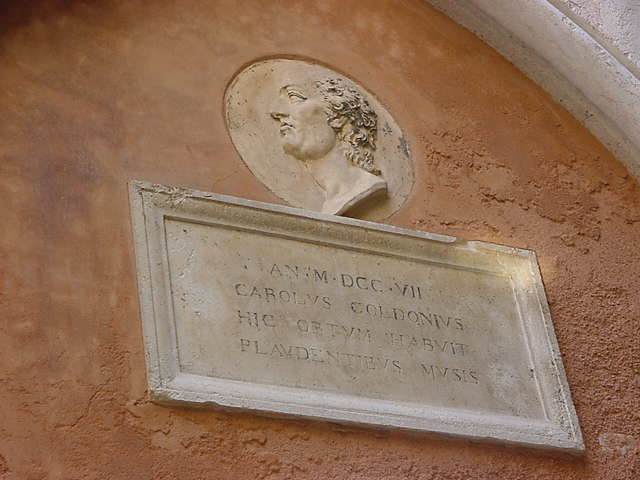 AN·M·DCC·VII
CAROLVS GOLDONIVS
HIC ORTVM HABVIT
PLAVDENTIBVS MVSIS